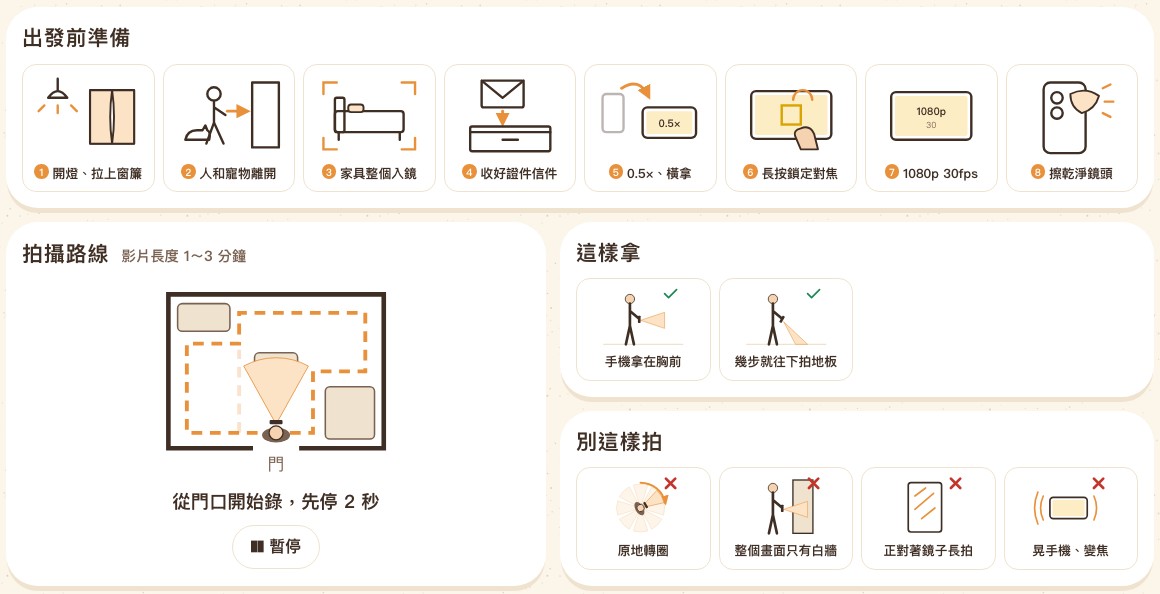 出發前準備
1 開燈、拉上窗簾
2 人和寵物離開
3 家具整個入鏡
4 收好證件信件
0.5×
5 0.5×、橫拿
6 長按鎖定對焦
1080p
30
7 1080p 30fps
8 擦乾淨鏡頭
拍攝路線 影片長度 1～3 分鐘
門
從門口開始錄，先停 2 秒
暫停
這樣拿
手機拿在胸前
幾步就往下拍地板
別這樣拍
原地轉圈
整個畫面只有白牆
正對著鏡子長拍
晃手機、變焦